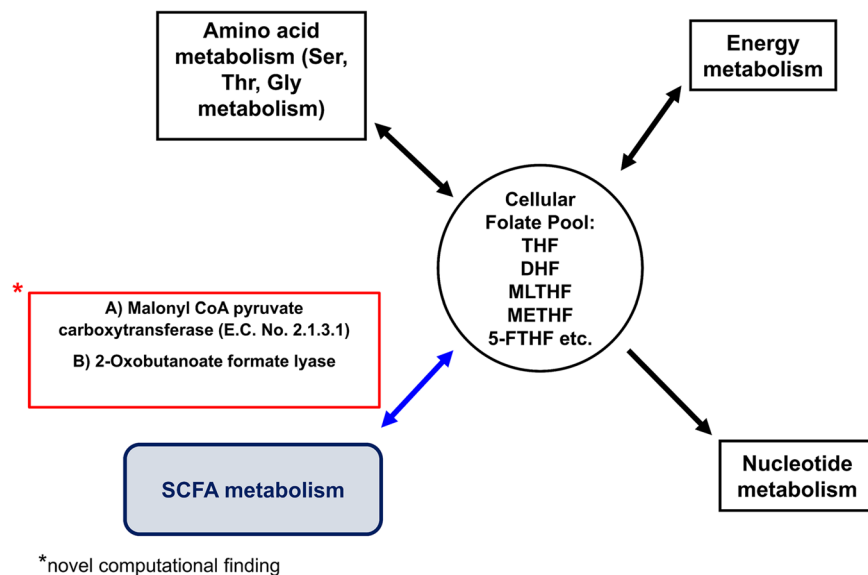 Amino acid
metabolism (Ser,
Thr, Gly
metabolism)
Energy
metabolism
Cellular
Folate Pool:
THF
DHF
MLTHF
METHF
5-FTHF etc.
*
A) Malonyl CoA pyruvate
carboxytransferase (E.C. No. 2.1.3.1)
B) 2-Oxobutanoate formate lyase
SCFA metabolism
Nucleotide
metabolism
*novel computational finding